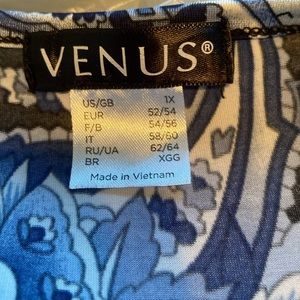 VENUS®
US/GB 1X
EUR 52/54
F/B 54/56
IT 58/60
RU/UA 62/64
BR XGG
Made in Vietnam